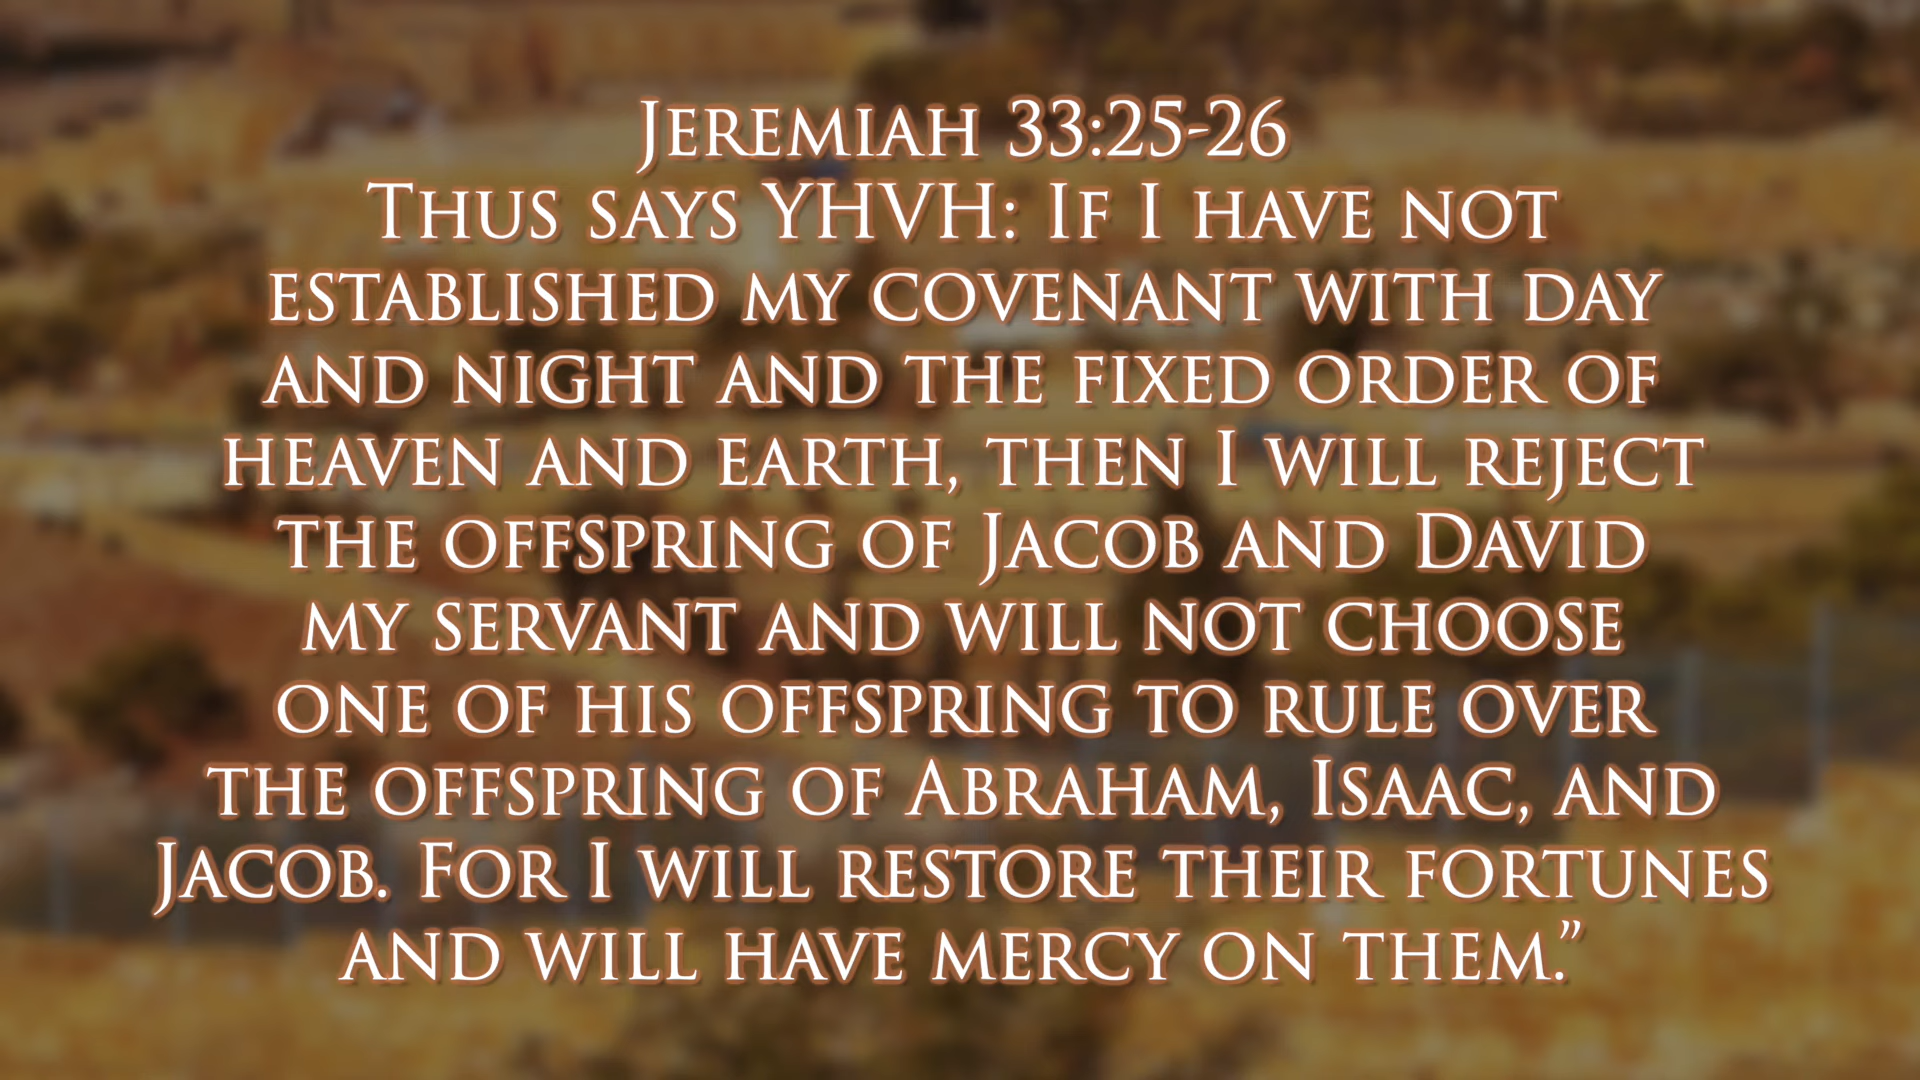 Jeremiah 33:25-26
Thus says YHVH: If I have not
established my covenant with day
and night and the fixed order of
heaven and earth, then I will reject
the offspring of Jacob and David
my servant and will not choose
one of his offspring to rule over
the offspring of Abraham, Isaac, and
Jacob. For I will restore their fortunes
and will have mercy on them.”